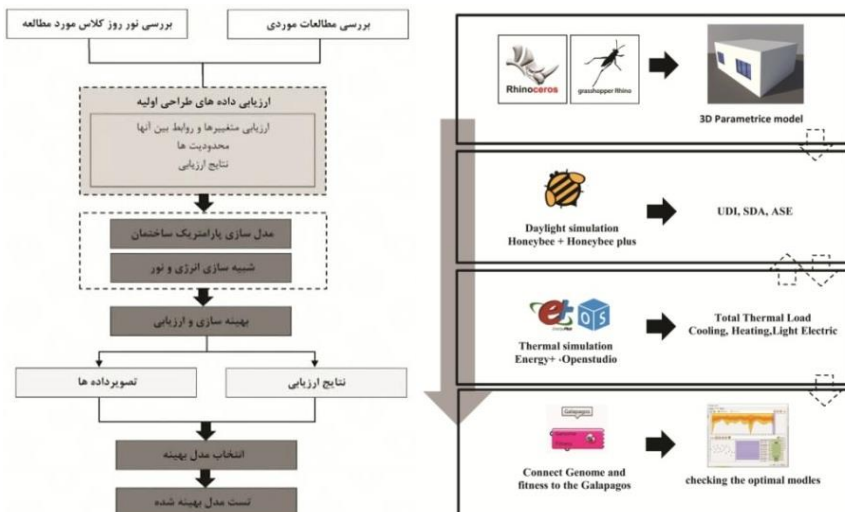 بررسی مطالعات موردی
بررسی نور روز کلاس مورد مطالعه
ارزیابی داده های طراحی اولیه
ارزیابی متغییرها و روابط بین آنها
محدودیت ها
نتایج ارزیابی
مدل سازی پارامتریک ساختمان
شبیه سازی انرژی و نور
بهینه سازی و ارزیابی
نتایج ارزیابی
تصویرداده ها
انتخاب مدل بهینه
تست مدل بهینه شده
Rhinoceros
grasshopper Rhino
3D Parametrice model
Daylight simulation
Honeybee + Honeybee plus
UDI, SDA, ASE
Thermal simulation
Energy+ -Openstudio
Total Thermal Load
Cooling, Heating,Light Electric
Galapagos
Genome
Fitness
Connect Genome and
fitness to the Galapagos
checking the optimal modles